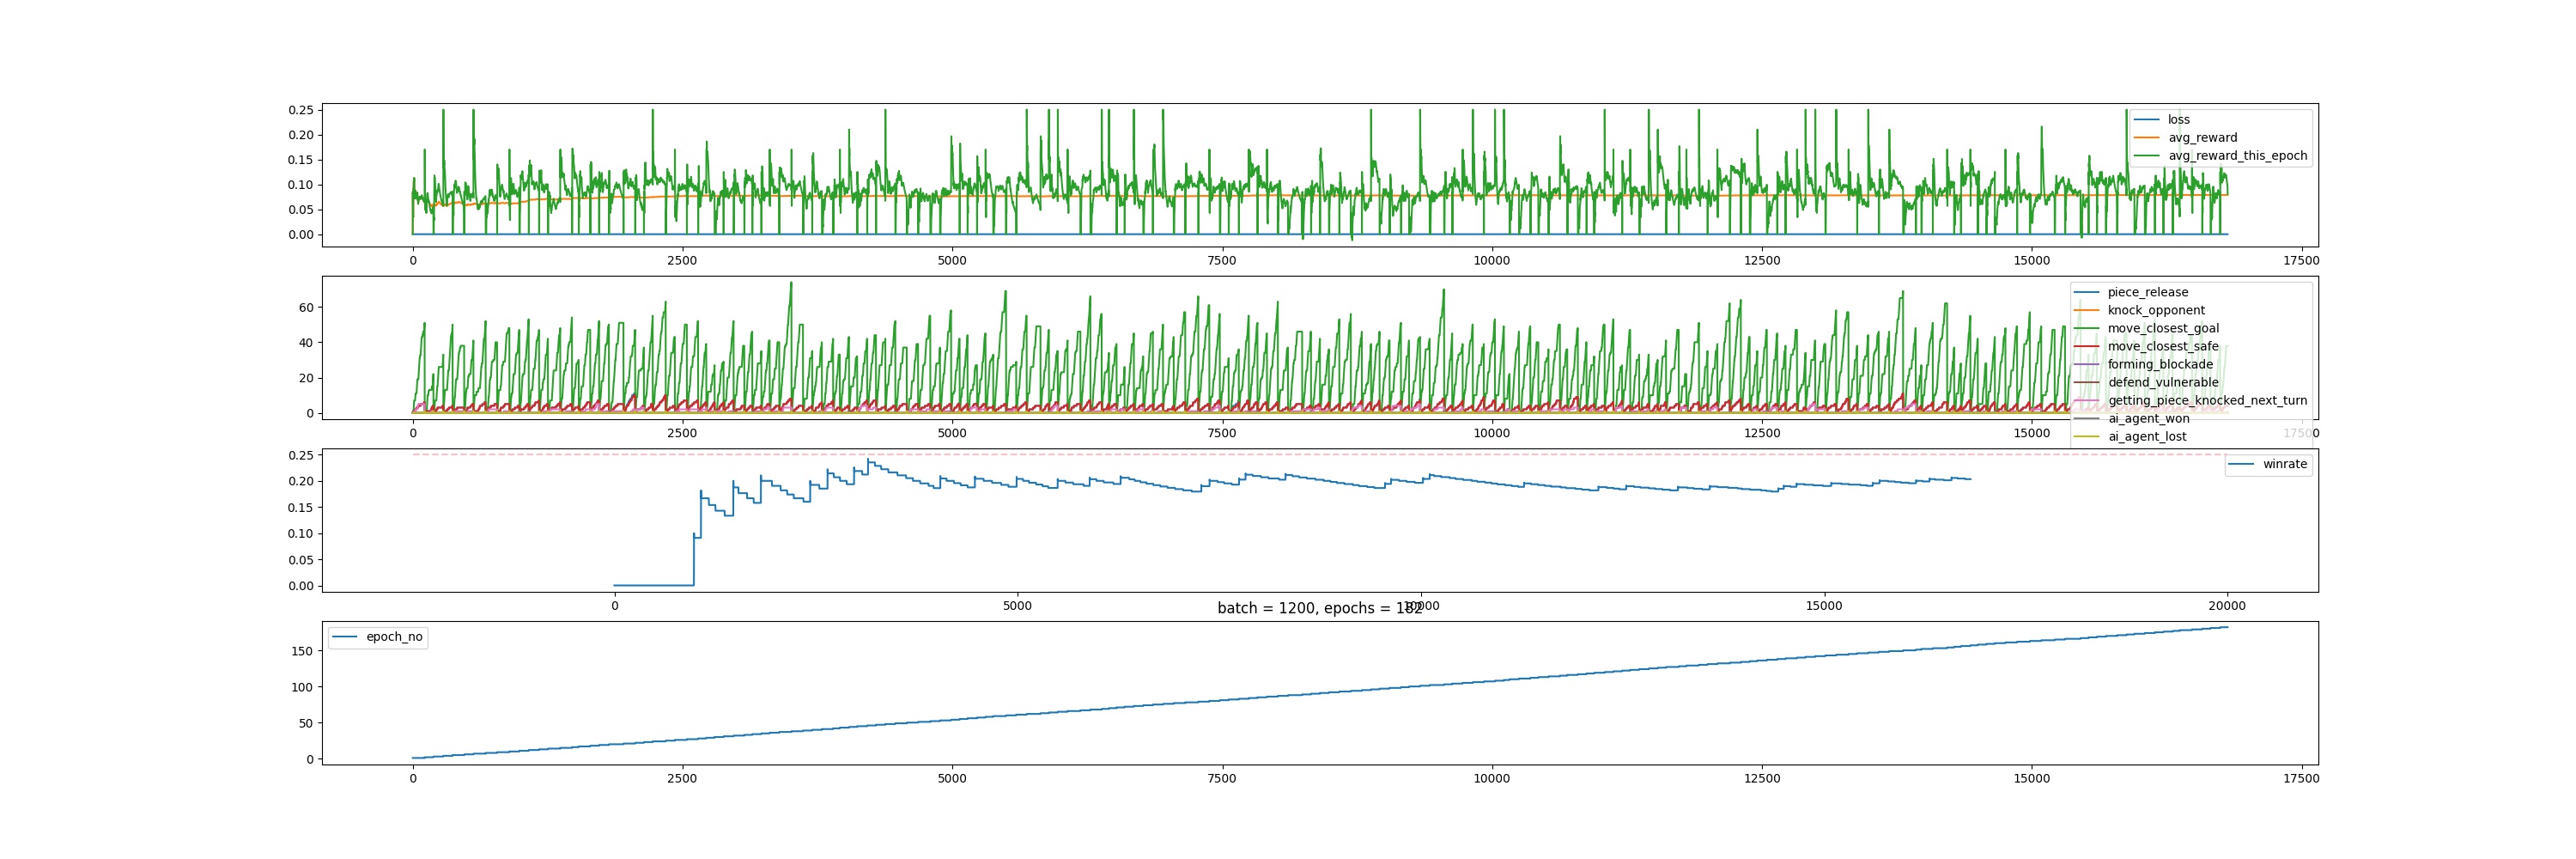 0.25
0.20
0.15
0.10
0.05
0.00
loss
avg_reward
avg_reward_this_epoch
0 2500 5000 7500 10000 12500 15000 17500
60
40
20
0
piece_release
knock_opponent
move_closest_goal
move_closest_safe
forming_blockade
defend_vulnerable
getting_piece_knocked_next_turn
ai_agent_won
ai_agent_lost
0 2500 5000 7500 10000 12500 15000 17500
0.25
0.20
0.15
0.10
0.05
0.00
winrate
0 5000 10000 15000 20000
batch = 1200, epochs = 182
150
100
50
0
epoch_no
0 2500 5000 7500 10000 12500 15000 17500